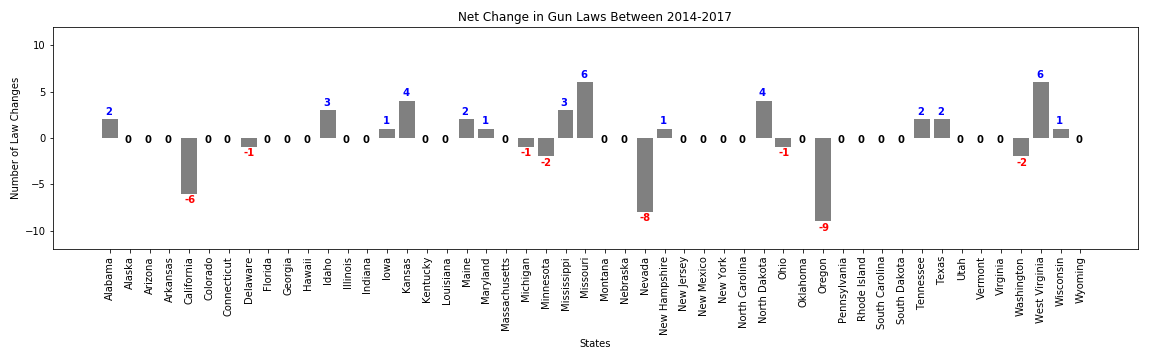 Net Change in Gun Laws Between 2014-2017
Number of Law Changes
10
5
0
−5
−10
2
0
0
0
-6
0
0
-1
0
0
0
3
0
0
1
4
0
0
2
1
0
-1
-2
3
6
0
0
-8
1
0
0
0
0
4
-1
0
-9
0
0
0
0
2
2
0
0
0
-2
6
1
0
Alabama
Alaska
Arizona
Arkansas
California
Colorado
Connecticut
Delaware
Florida
Georgia
Hawaii
Idaho
Illinois
Indiana
Iowa
Kansas
Kentucky
Louisiana
Maine
Maryland
Massachusetts
Michigan
Minnesota
Mississippi
Missouri
Montana
Nebraska
Nevada
New Hampshire
New Jersey
New Mexico
New York
North Carolina
North Dakota
Ohio
Oklahoma
Oregon
Pennsylvania
Rhode Island
South Carolina
South Dakota
Tennessee
Texas
Utah
Vermont
Virginia
Washington
West Virginia
Wisconsin
Wyoming
States